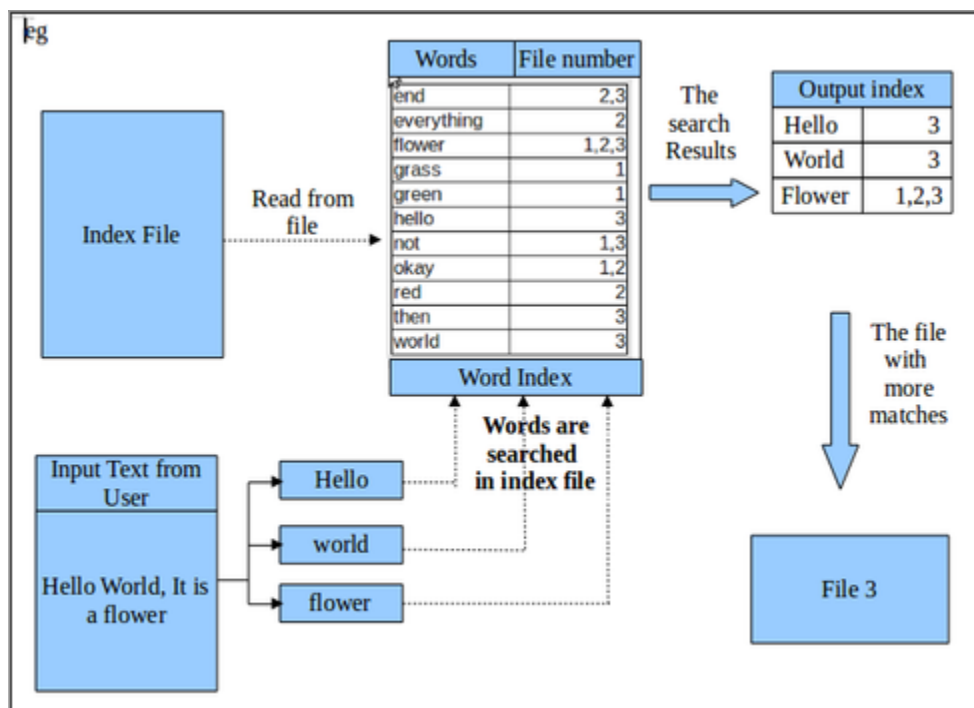 eg
Words File number
end 2,3
everything 2
flower 1,2,3
grass 1
green 1
hello 3
not 1,3
okay 1,2
red 2
then 3
world 3
Word Index
Index File
Read from
file
The
search
Results
Output index
Hello 3
World 3
Flower 1,2,3
The file
with
more
matches
Words are
searched
in index file
Input Text from
User
Hello World, It is
a flower
Hello
world
flower
File 3